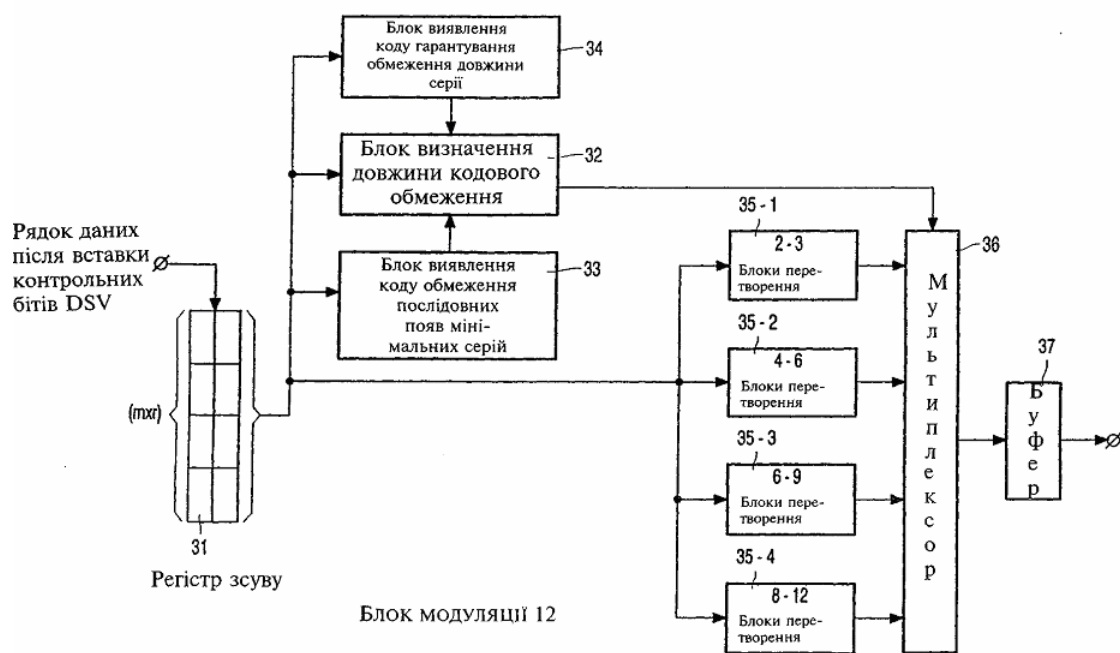 Блок виявлення
коду гарантування
обмеження довжини
серії
34
Блок визначення
довжини кодового
обмеження
32
Блок виявлення
коду обмеження
послідовних
появ міні-
мальних серій
33
Рядок даних
після вставки
контрольних
бітів DSV
(mxr)
31
Регістр зсуву
35 - 1
2 - 3
Блоки пере-
творення
35 - 2
4 - 6
Блоки пере-
творення
35 - 3
6 - 9
Блоки пере-
творення
35 - 4
8 - 12
Блоки пере-
творення
36
Мультиплексор
37
Буфер
Блок модуляції 12